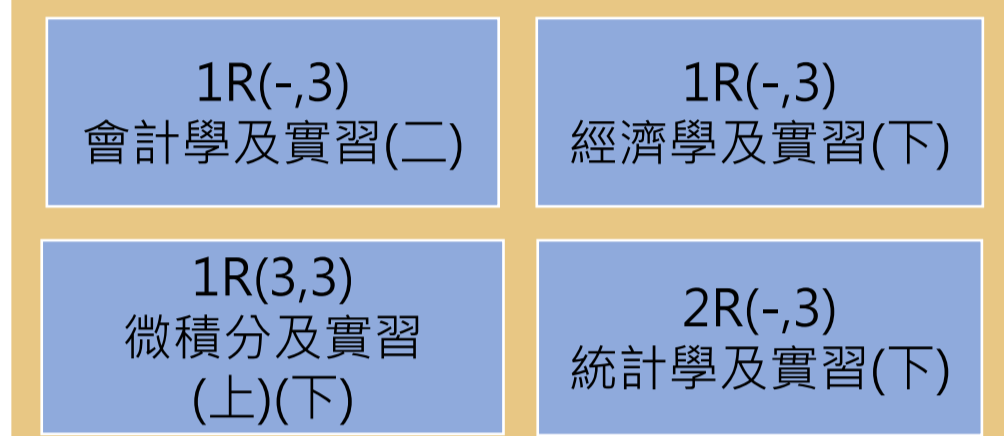 1R(-,3)
會計學及實習(二)
1R(-,3)
經濟學及實習(下)
1R(3,3)
微積分及實習
(上)(下)
2R(-,3)
統計學及實習(下)